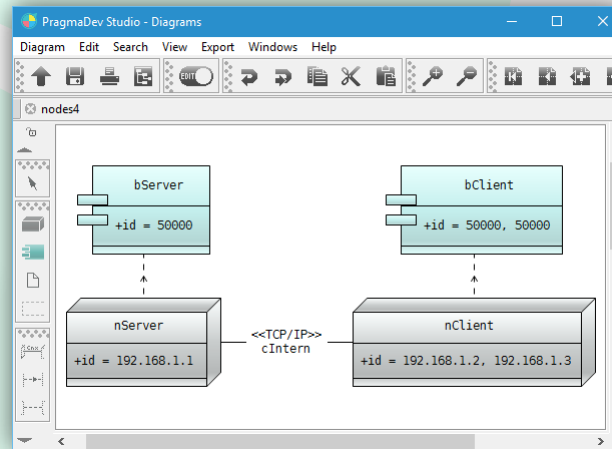 PragmaDev Studio - Diagrams
Diagram Edit Search View Export Windows Help
EDIT
nodes4
bServer
+id = 50000
bClient
+id = 50000, 50000
nServer
+id = 192.168.1.1
<<TCP/IP>>
cIntern
nClient
+id = 192.168.1.2, 192.168.1.3